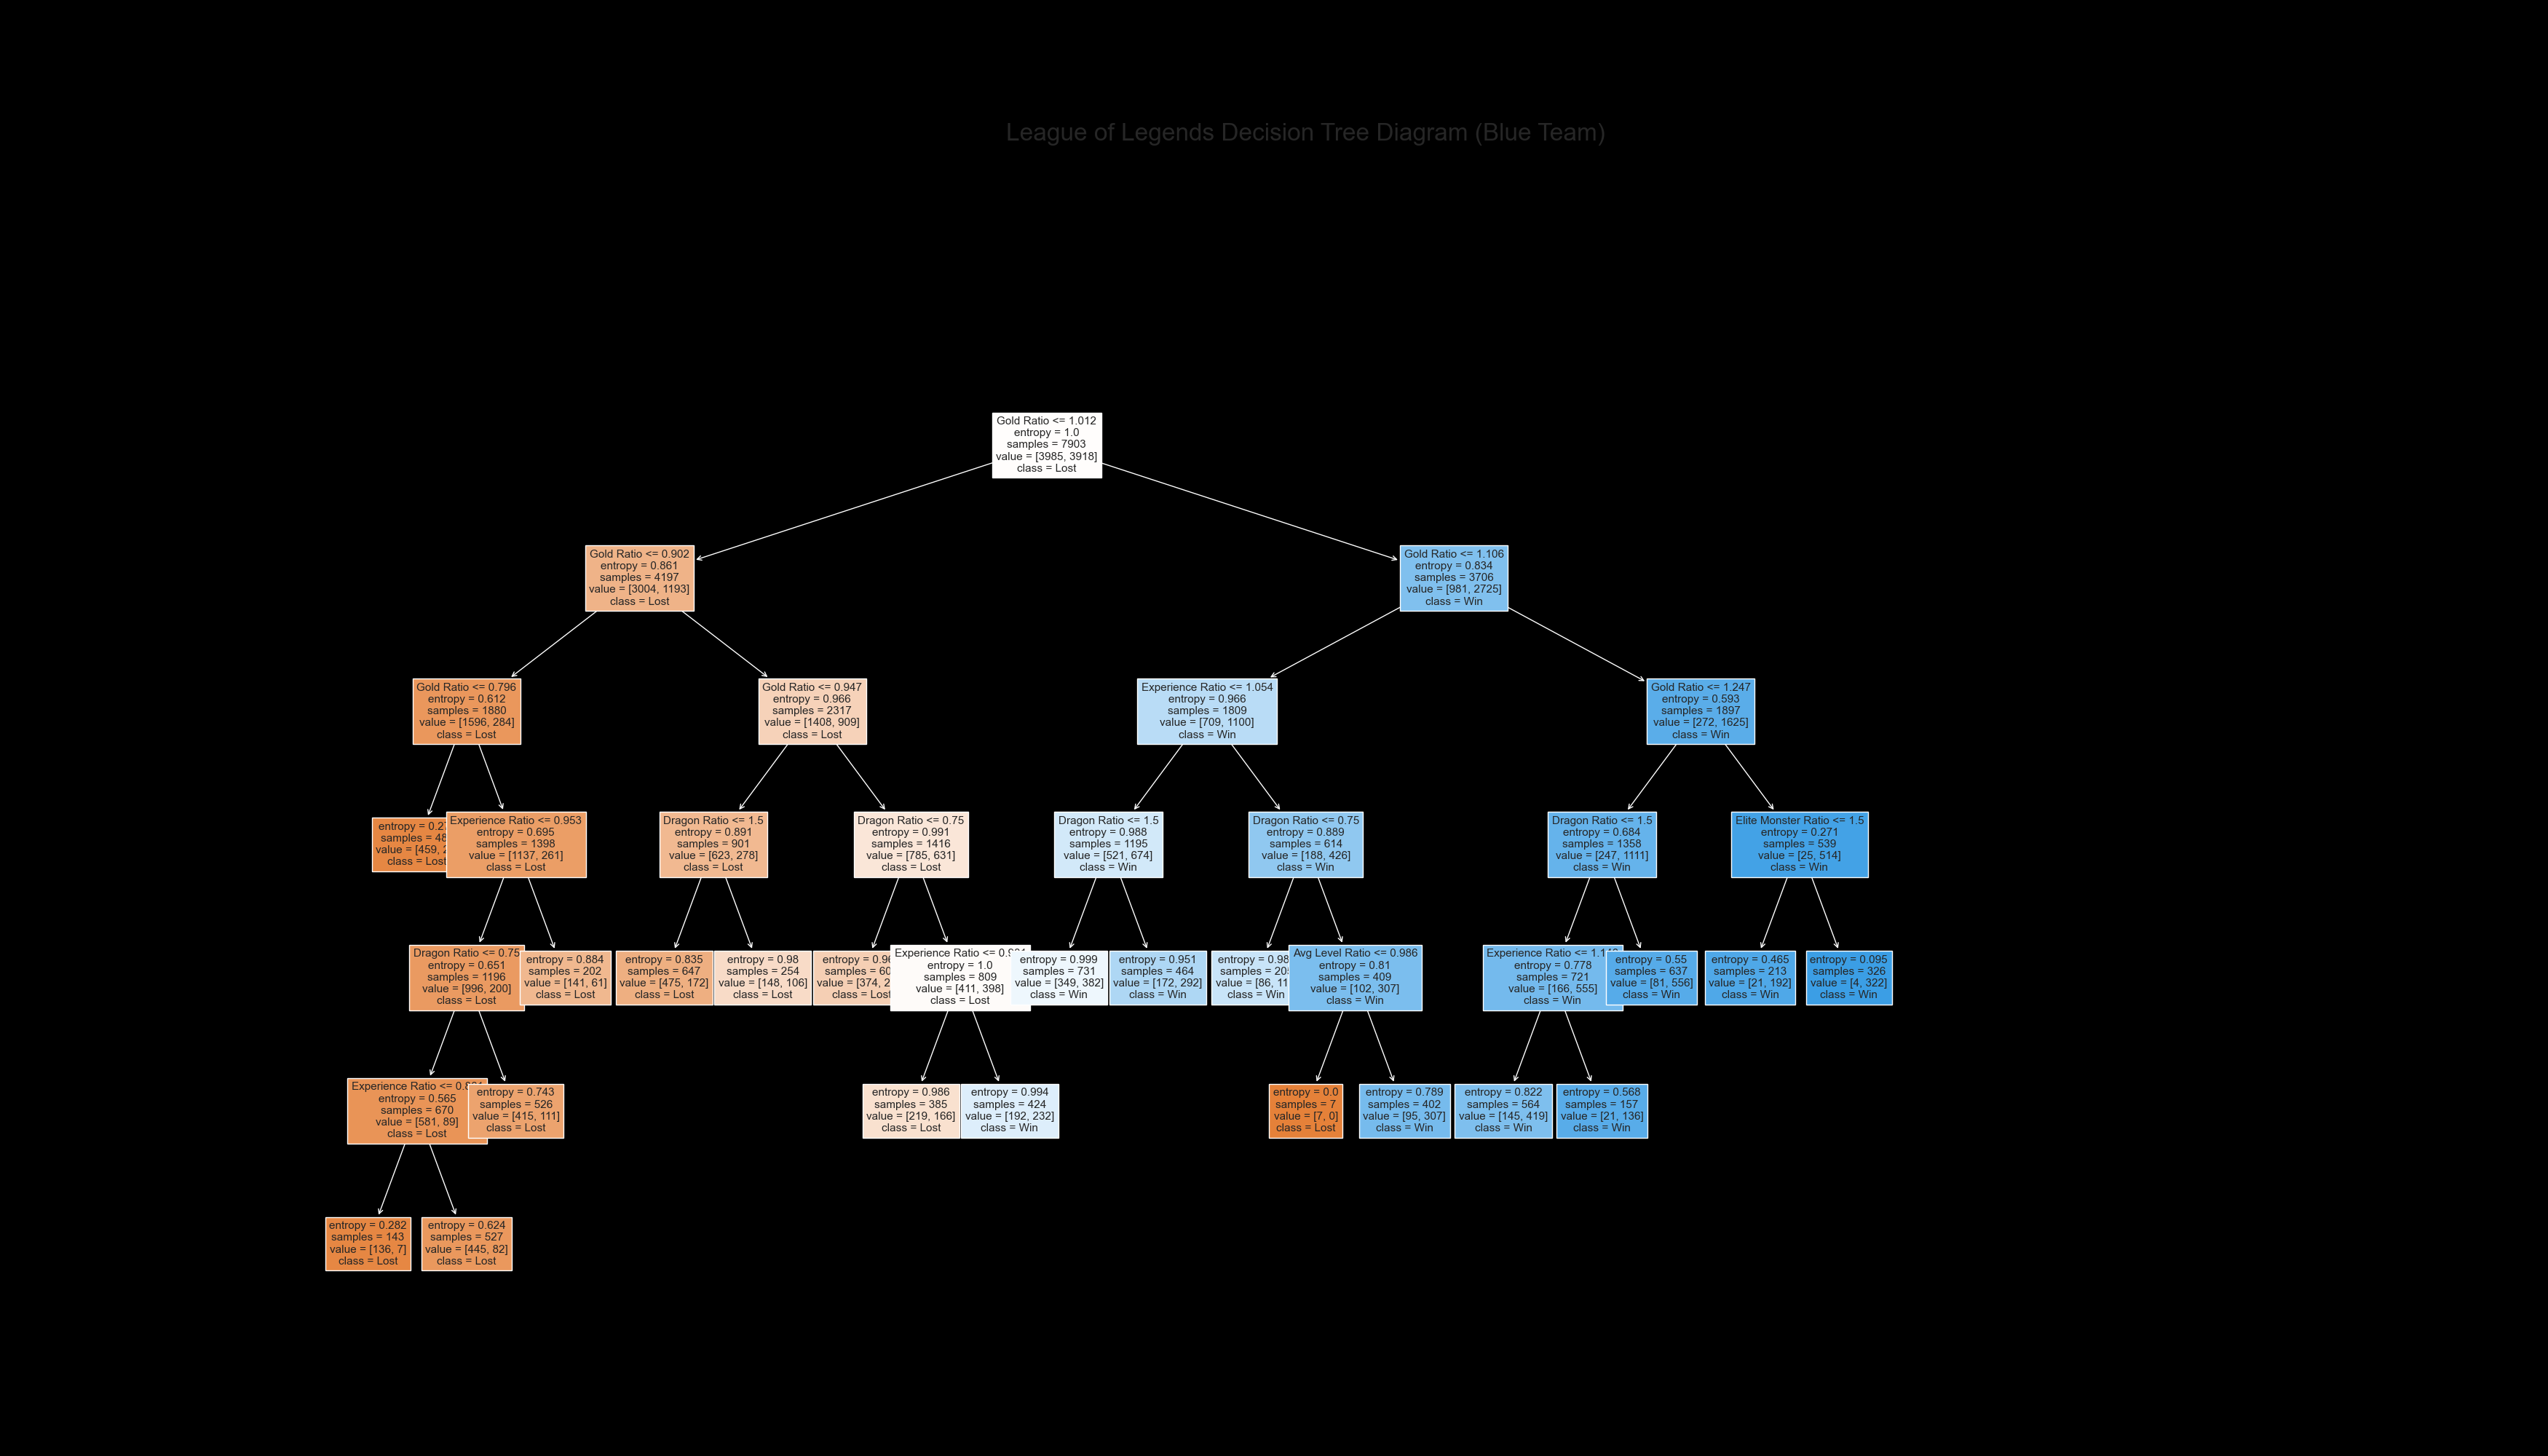 League of Legends Decision Tree Diagram (Blue Team)
Gold Ratio <= 1.012
entropy = 1.0
samples = 7903
value = [3985, 3918]
class = Lost
Gold Ratio <= 0.902
entropy = 0.861
samples = 4197
value = [3004, 1193]
class = Lost
Gold Ratio <= 1.106
entropy = 0.834
samples = 3706
value = [981, 2725]
class = Win
Gold Ratio <= 0.796
entropy = 0.612
samples = 1880
value = [1596, 284]
class = Lost
Gold Ratio <= 0.947
entropy = 0.966
samples = 2317
value = [1408, 909]
class = Lost
Experience Ratio <= 1.054
entropy = 0.966
samples = 1809
value = [709, 1100]
class = Win
Gold Ratio <= 1.247
entropy = 0.593
samples = 1897
value = [272, 1625]
class = Win
entropy =
samples =
value = [459,
class = Lost
Experience Ratio <= 0.953
entropy = 0.695
samples = 1398
value = [1137, 261]
class = Lost
Dragon Ratio <= 1.5
entropy = 0.891
samples = 901
value = [623, 278]
class = Lost
Dragon Ratio <= 0.75
entropy = 0.991
samples = 1416
value = [785, 631]
class = Lost
Dragon Ratio <= 1.5
entropy = 0.988
samples = 1195
value = [521, 674]
class = Win
Dragon Ratio <= 0.75
entropy = 0.889
samples = 614
value = [188, 426]
class = Win
Dragon Ratio <= 1.5
entropy = 0.684
samples = 1358
value = [247, 1111]
class = Win
Elite Monster Ratio <= 1.5
entropy = 0.271
samples = 539
value = [25, 514]
class = Win
Dragon Ratio <= 0.75
entropy = 0.651
samples = 1196
value = [996, 200]
class = Lost
entropy = 0.884
samples = 202
value = [141, 61]
class = Lost
entropy = 0.835
samples = 647
value = [475, 172]
class = Lost
entropy = 0.98
samples = 254
value = [148, 106]
class = Lost
entropy =
samples =
value = [374,
class = Lost
Experience Ratio <=
entropy = 1.0
samples = 809
value = [411, 398]
class = Lost
entropy = 0.999
samples = 731
value = [349, 382]
class = Win
entropy = 0.951
samples = 464
value = [172, 292]
class = Win
entropy =
samples =
value = [86,
class = Win
Avg Level Ratio <= 0.986
entropy = 0.81
samples = 409
value = [102, 307]
class = Win
Experience Ratio <=
entropy = 0.778
samples = 721
value = [166, 555]
class = Win
entropy = 0.55
samples = 637
value = [81, 556]
class = Win
entropy = 0.465
samples = 213
value = [21, 192]
class = Win
entropy = 0.095
samples = 326
value = [4, 322]
class = Win
Experience Ratio <=
entropy = 0.565
samples = 670
value = [581, 89]
class = Lost
entropy = 0.743
samples = 526
value = [415, 111]
class = Lost
entropy = 0.986
samples = 385
value = [219, 166]
class = Lost
entropy = 0.994
samples = 424
value = [192, 232]
class = Win
entropy = 0.0
samples = 7
value = [7, 0]
class = Lost
entropy = 0.789
samples = 402
value = [95, 307]
class = Win
entropy = 0.822
samples = 564
value = [145, 419]
class = Win
entropy = 0.568
samples = 157
value = [21, 136]
class = Win
entropy = 0.282
samples = 143
value = [136, 7]
class = Lost
entropy = 0.624
samples = 527
value = [445, 82]
class = Lost